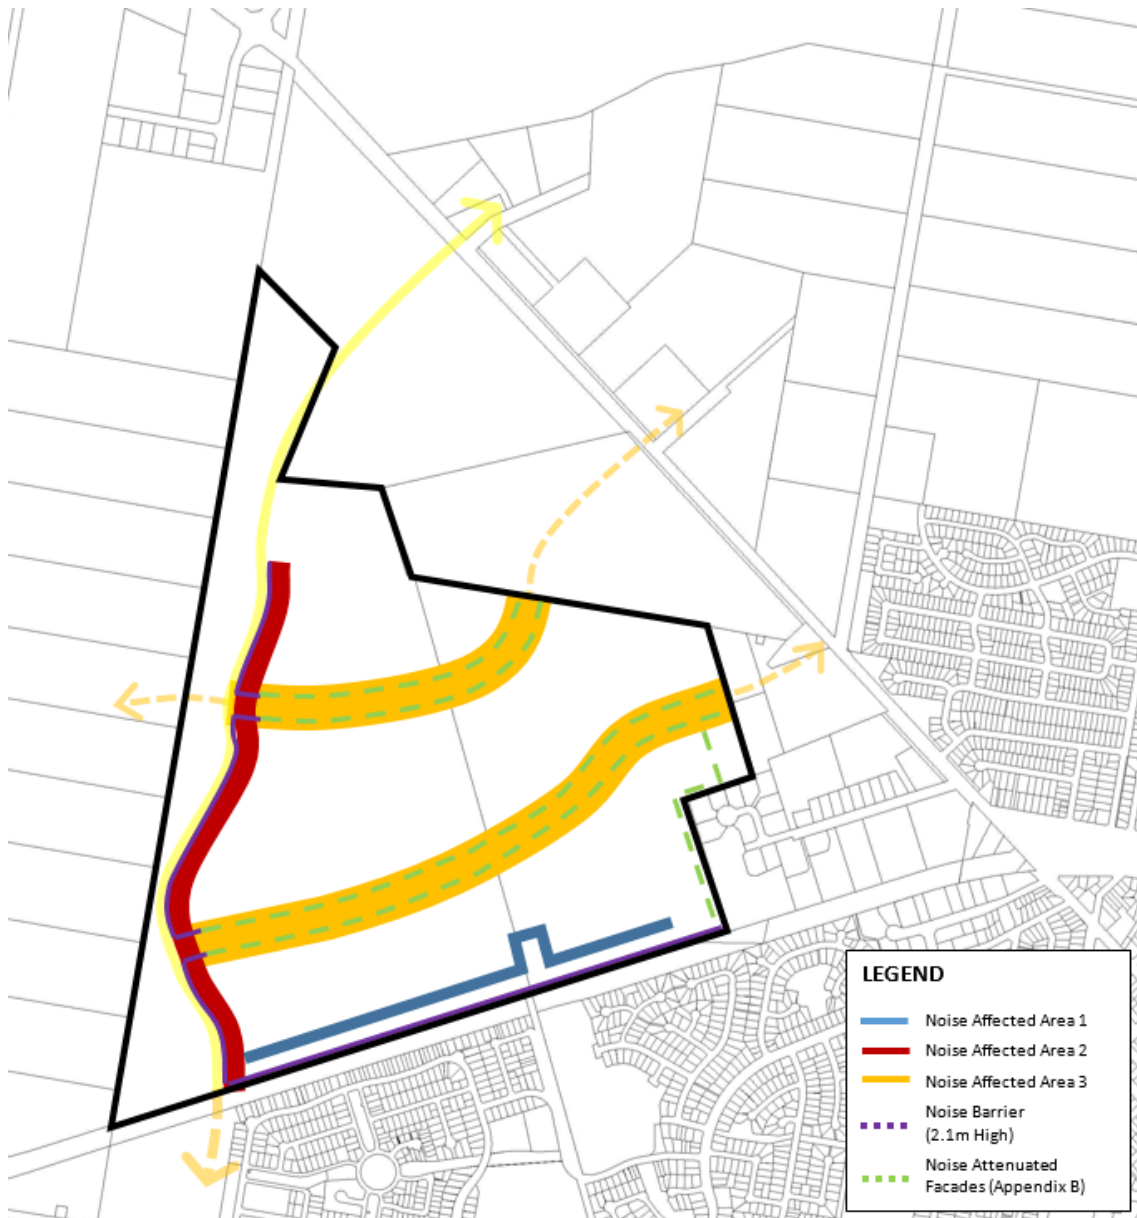 LEGEND
Noise Affected Area 1
Noise Affected Area 2
Noise Affected Area 3
Noise Barrier
(2.1m High)
Noise Attenuated
Facades (Appendix B)